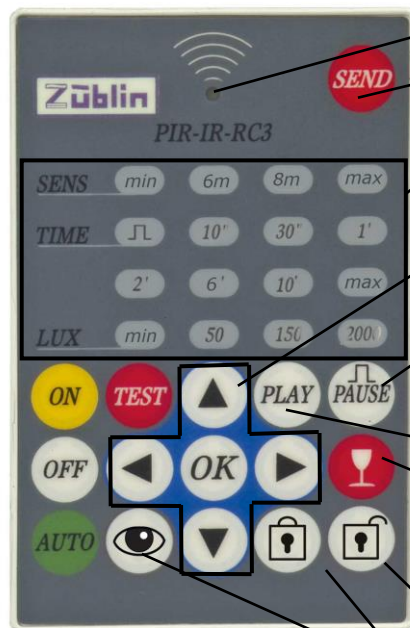 SEND
Züblin
PIR-IR-RC3
SENS min 6m 8m max
TIME 10" 30" 1'
2' 6' 10' max
LUX min 50 150 2000
ON TEST PLAY PAUSE
OFF OK
AUTO